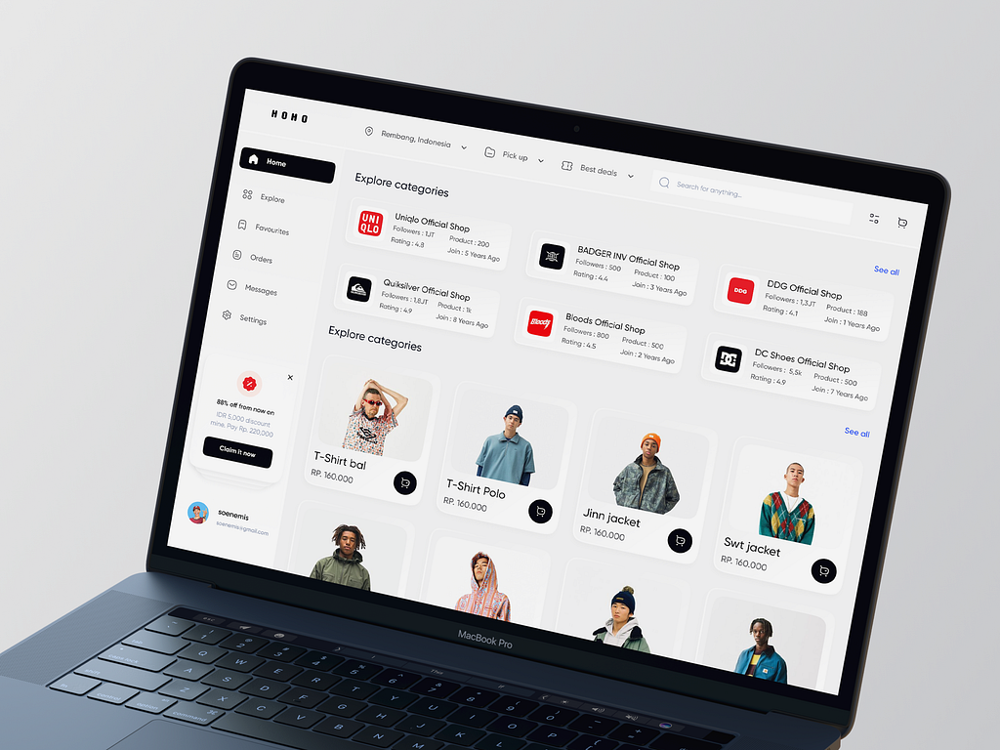 HOHO
Rembang, Indonesia
Pick up
Best deals
Search for anything...
Home
Explore
Favourites
Orders
Messages
Settings
88% off from now on
IDR 5,000 discount
mine, Pay Rp. 220,000
Claim it now
soenemis
soenemis@gmail.com
Explore categories
See all
UNI
QLO
Uniqlo Official Shop
Followers : 1JT
Product : 200
Rating : 4.8
Join : 5 Years Ago
BADGER INV Official Shop
Followers : 500
Product : 100
Rating : 4.4
Join : 3 Years Ago
DDG
DDG Official Shop
Followers : 1,3JT
Product : 188
Rating : 4.1
Join : 1 Years Ago
Quiksilver Official Shop
Followers : 1,8JT
Product : 1k
Rating : 4.9
Join : 8 Years Ago
Bloods
Bloods Official Shop
Followers : 800
Product : 500
Rating : 4.5
Join : 2 Years Ago
DC
DC Shoes Official Shop
Followers : 5,5k
Product : 500
Rating : 4.9
Join : 7 Years Ago
Explore categories
See all
T-Shirt bal
RP. 160.000
T-Shirt Polo
RP. 160.000
Jinn jacket
RP. 160.000
Swt jacket
RP. 160.000
MacBook Pro
Q W E R T Y U I O P
A S D F G H J K L
Z X C V B N M
option
command